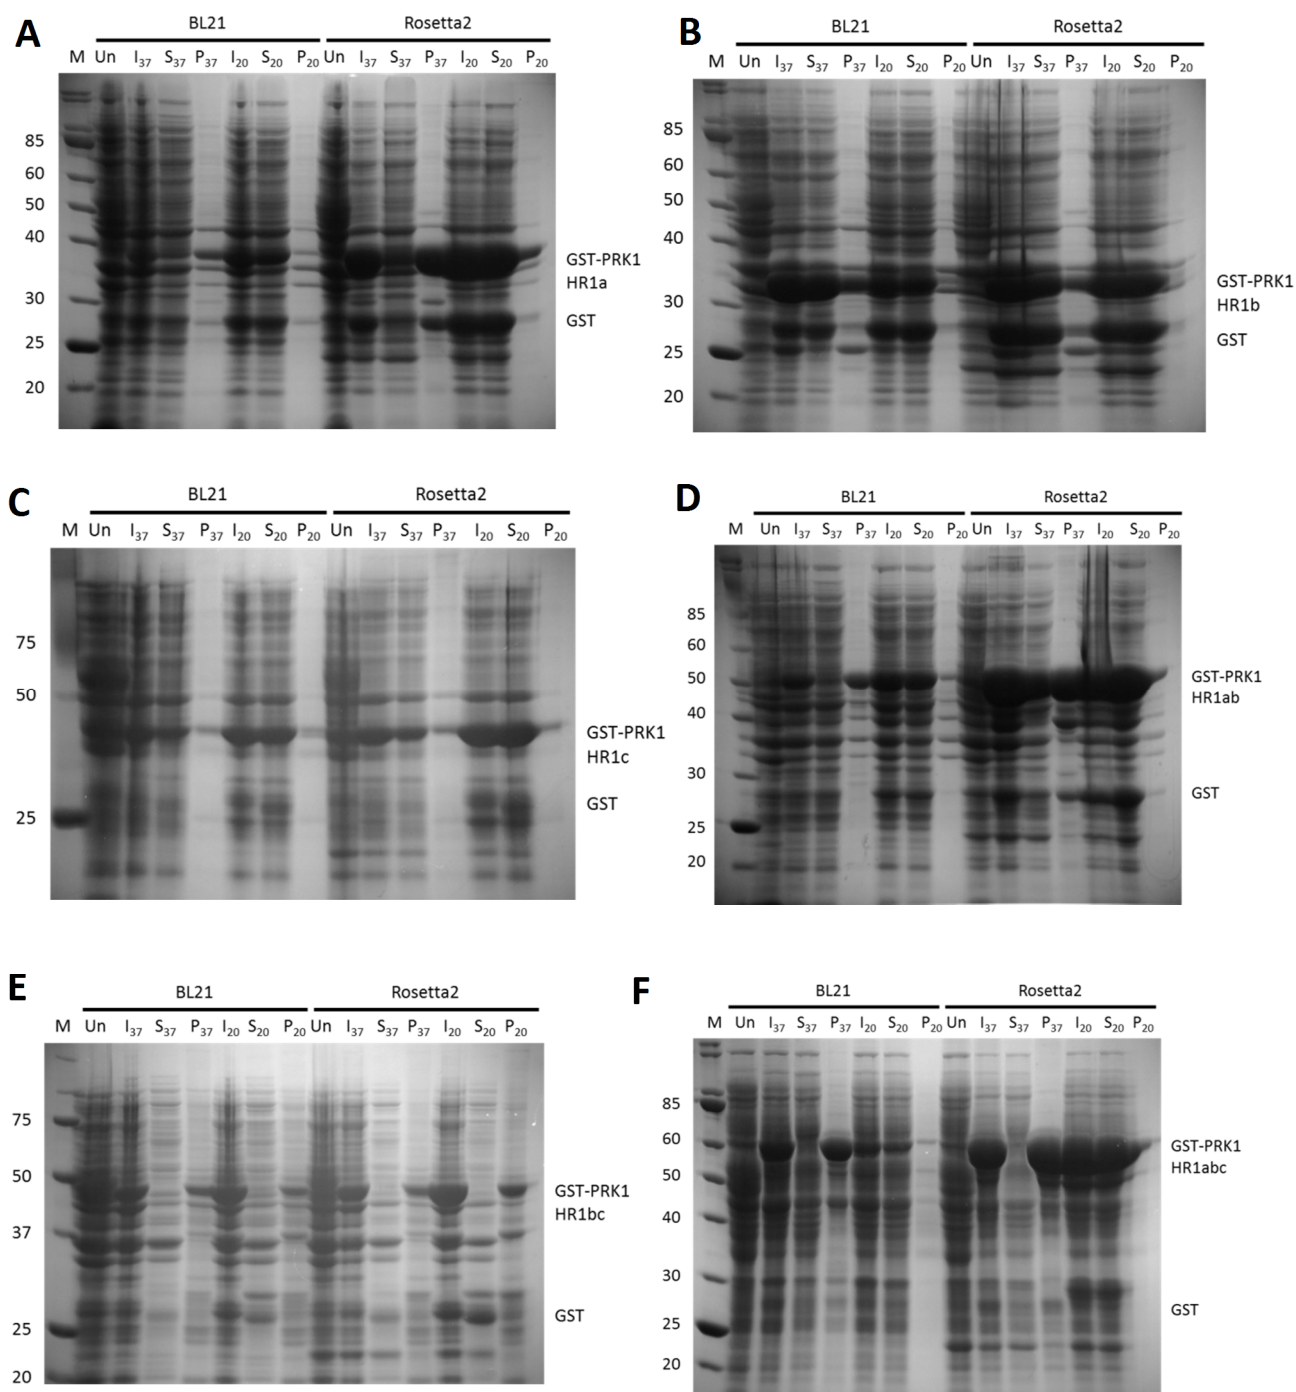 A
BL21 Rosetta2
M Un I37 S37 P37 I20 S20 P20 Un I37 S37 P37 I20 S20 P20
85
60
50
40
30
25
20
GST-PRK1
HR1a
GST
B
BL21 Rosetta2
M Un I37 S37 P37 I20 S20 P20 Un I37 S37 P37 I20 S20 P20
85
60
50
40
30
25
20
GST-PRK1
HR1b
GST
C
BL21 Rosetta2
M Un I37 S37 P37 I20 S20 P20 Un I37 S37 P37 I20 S20 P20
75
50
25
GST-PRK1
HR1c
GST
D
BL21 Rosetta2
M Un I37 S37 P37 I20 S20 P20 Un I37 S37 P37 I20 S20 P20
85
60
50
40
30
25
20
GST-PRK1
HR1ab
GST
E
BL21 Rosetta2
M Un I37 S37 P37 I20 S20 P20 Un I37 S37 P37 I20 S20 P20
75
50
37
25
20
GST-PRK1
HR1bc
GST
F
BL21 Rosetta2
M Un I37 S37 P37 I20 S20 P20 Un I37 S37 P37 I20 S20 P20
85
60
50
40
30
25
20
GST-PRK1
HR1abc
GST